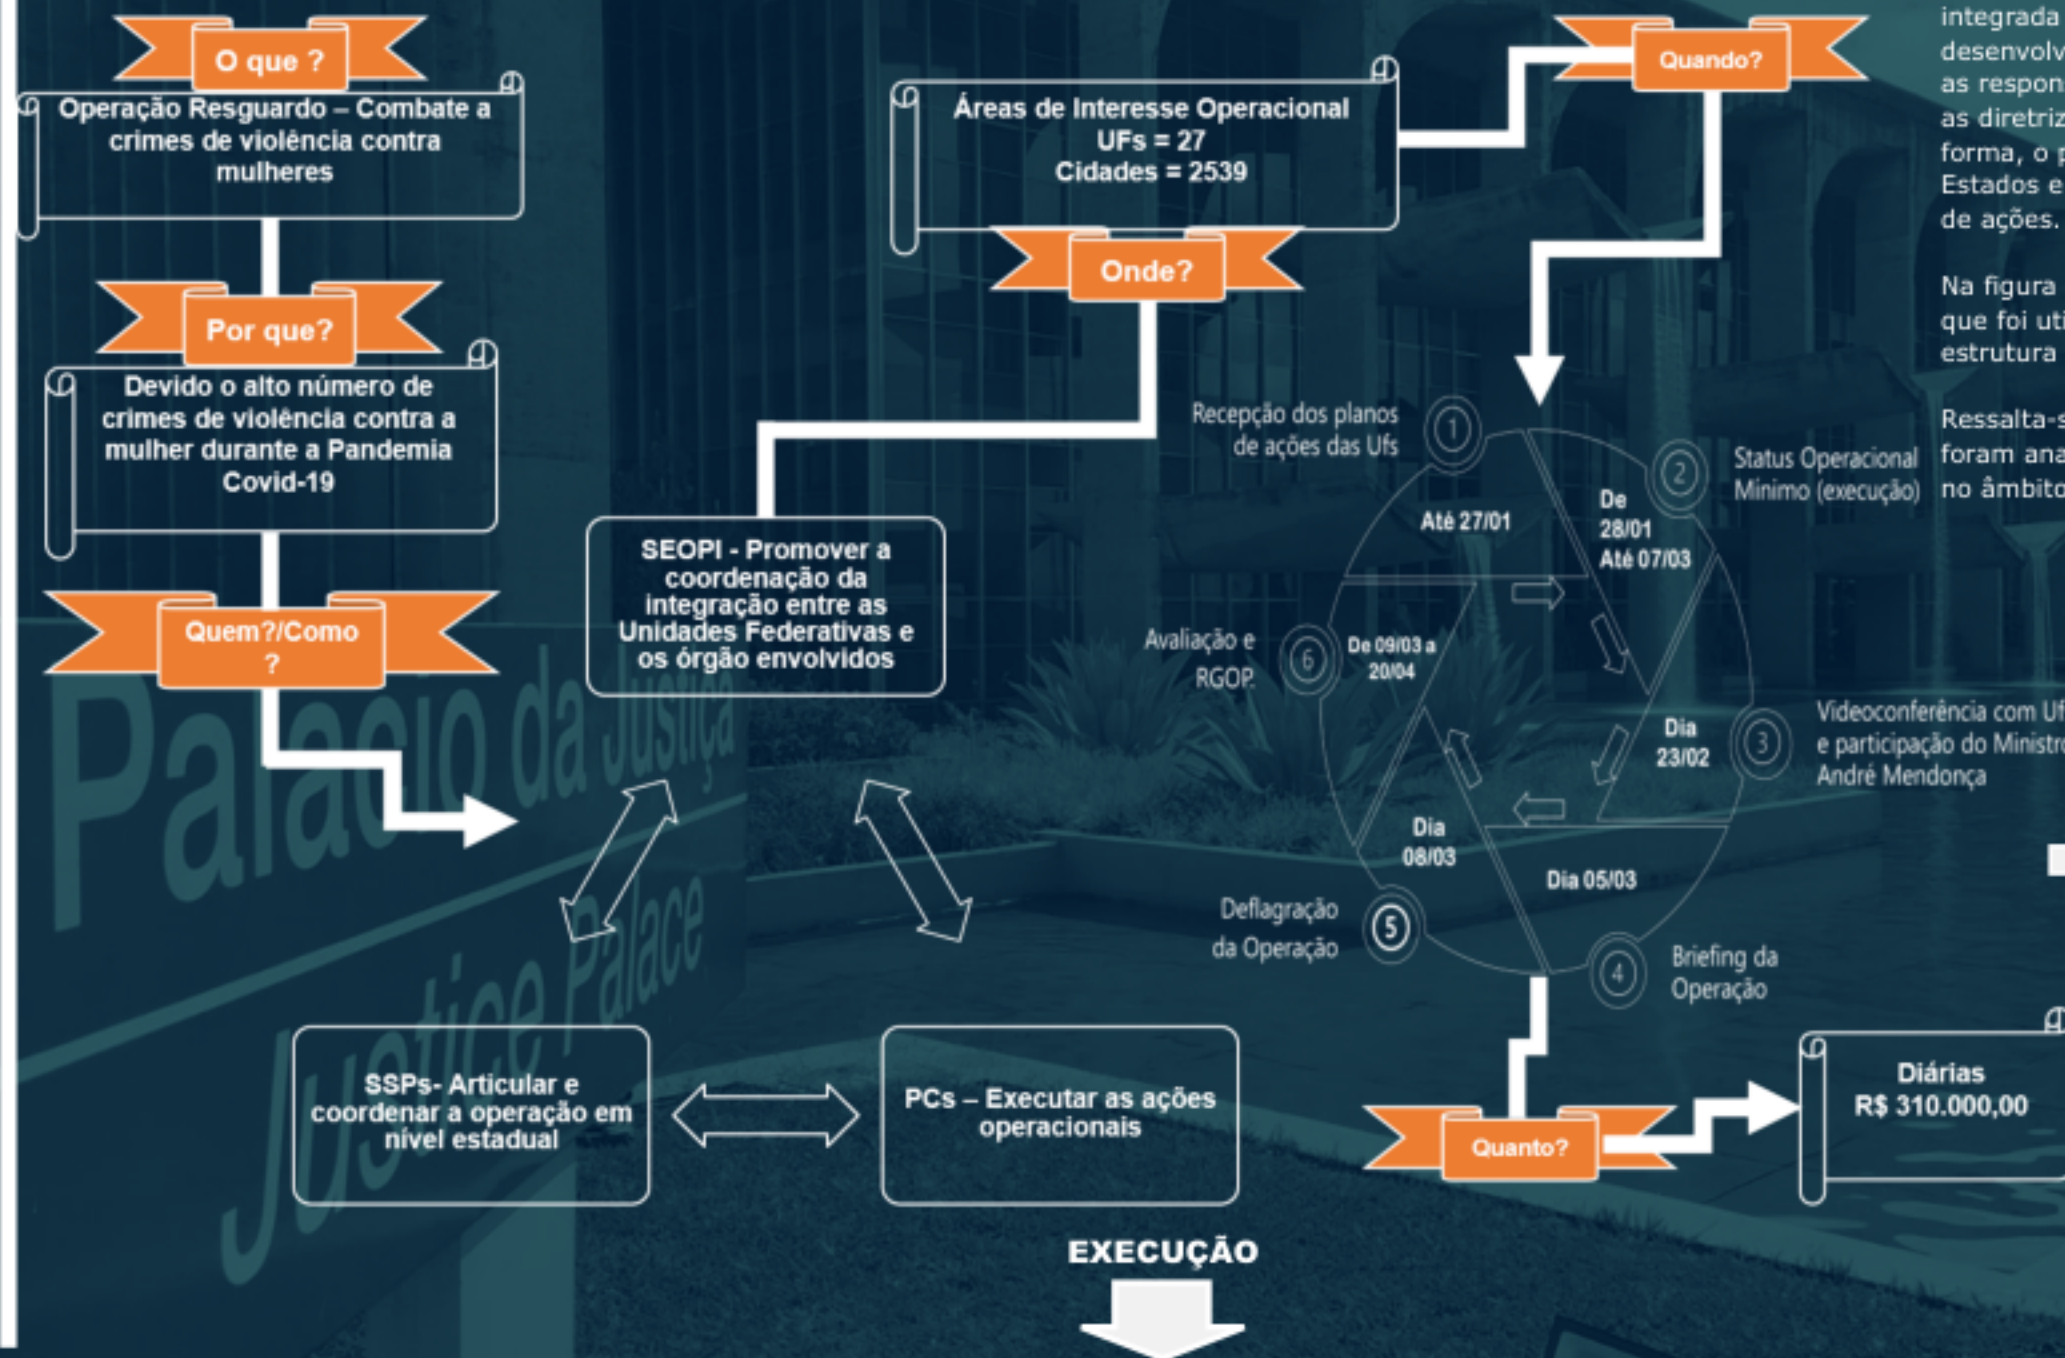 O que ?
Operação Resguardo – Combate a
crimes de violência contra
mulheres
Por que?
Devido o alto número de
crimes de violência contra a
mulher durante a Pandemia
Covid-19
Quem?/Como
?
SEOPI - Promover a
coordenação da
integração entre as
Unidades Federativas e
os órgão envolvidos
SSPs- Articular e
coordenar a operação em
nível estadual
PCs – Executar as ações
operacionais
Áreas de Interesse Operacional
UFs = 27
Cidades = 2539
Onde?
Quando?
Recepção dos planos
de ações das Ufs
1
Até 27/01
2
Status Operacional
Mínimo (execução)
De
28/01
Até 07/03
3
Videoconferência com Uf
e participação do Ministro
André Mendonça
Dia
23/02
4
Briefing da
Operação
Dia 05/03
5
Deflagração
da Operação
Dia
08/03
6
Avaliação e
RGOP.
De 09/03 a
20/04
Quanto?
Diárias
R$ 310.000,00
EXECUÇÃO
integrada
desenvolv
as respon
as diretriz
forma, o p
Estados e
de ações.
Na figura
que foi uti
estrutura
Ressalta-s
foram ana
no âmbito
Palácio da Justiça
Justice Palace